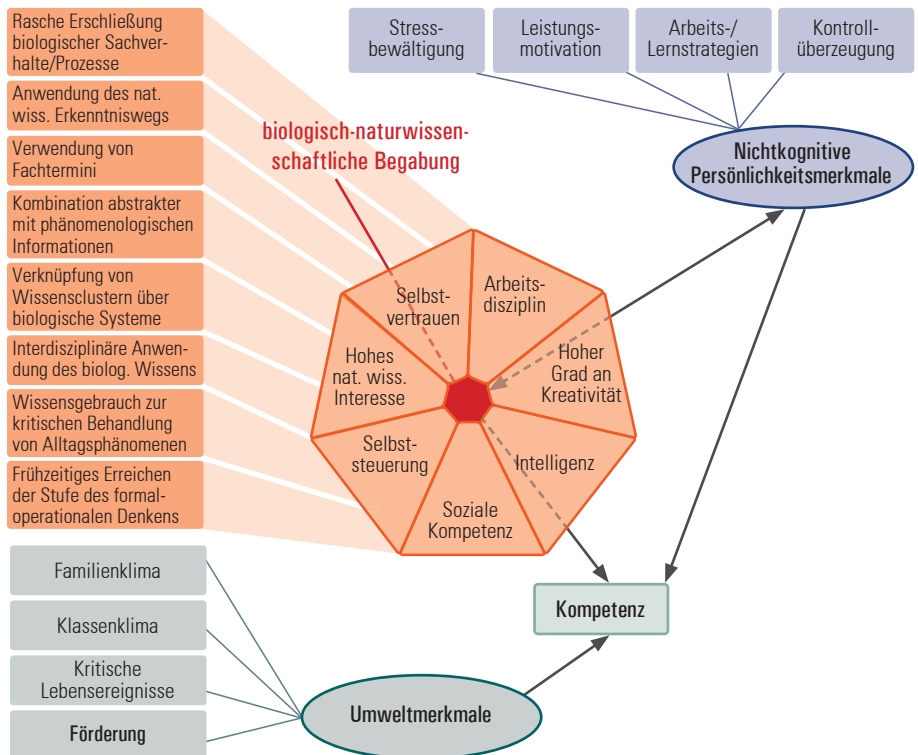 Rasche Erschließung
biologischer Sachver-
halte/Prozesse
Anwendung des nat.
wiss. Erkenntniswegs
Verwendung von
Fachtermini
Kombination abstrakter
mit phänomenologischen
Informationen
Verknüpfung von
Wissensclustern über
biologische Systeme
Interdisziplinäre Anwen-
dung des biolog. Wissens
Wissensgebrauch zur
kritischen Behandlung
von Alltagsphänomenen
Frühzeitiges Erreichen
der Stufe des formal-
operationalen Denkens
Stress-
bewältigung
Leistungs-
motivation
Arbeits-/
Lernstrategien
Kontroll-
überzeugung
Nichtkognitive
Persönlichkeitsmerkmale
biologisch-naturwissen-
schaftliche Begabung
Selbst-
vertrauen
Arbeits-
disziplin
Hohes
nat. wiss.
Interesse
Hoher
Grad an
Kreativität
Selbst-
steuerung
Intelligenz
Soziale
Kompetenz
Familienklima
Klassenklima
Kritische
Lebensereignisse
Förderung
Umweltmerkmale
Kompetenz